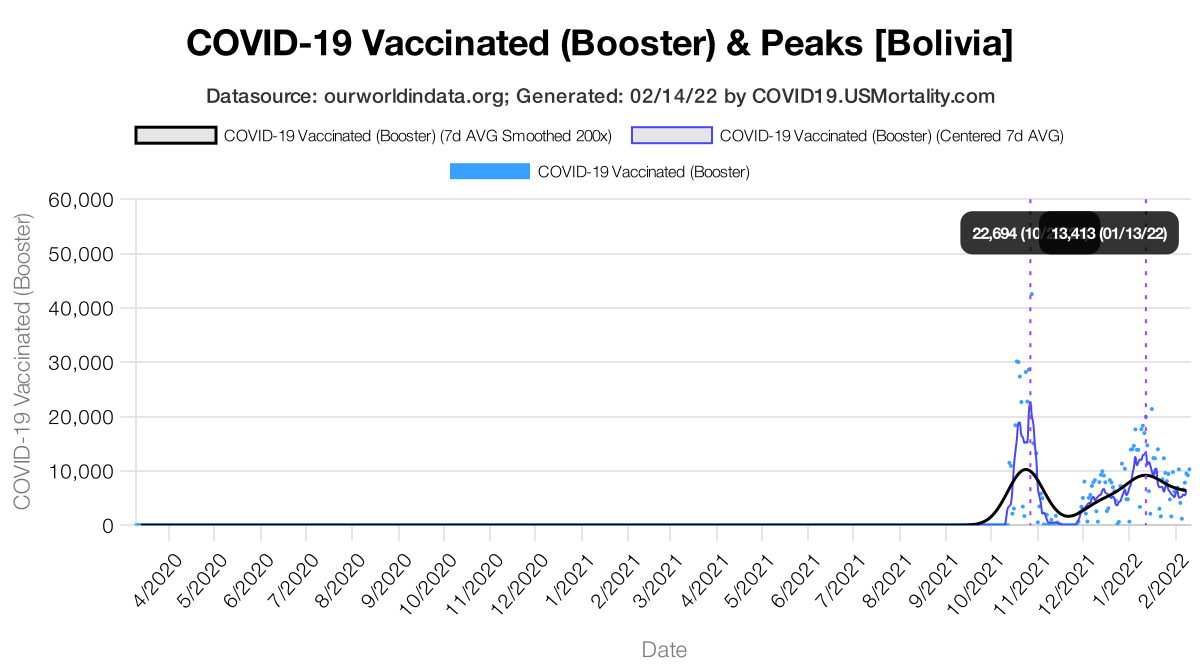 COVID-19 Vaccinated (Booster) & Peaks [Bolivia]
Datasource: ourworldindata.org; Generated: 02/14/22 by COVID19.USMortality.com
COVID-19 Vaccinated (Booster) (7d AVG Smoothed 200x) COVID-19 Vaccinated (Booster) (Centered 7d AVG)
COVID-19 Vaccinated (Booster)
COVID-19 Vaccinated (Booster)
60,000
50,000
40,000
30,000
20,000
10,000
0
22,694 (10/ 13,413 (01/13/22)
4/2020 5/2020 6/2020 7/2020 8/2020 9/2020 10/2020 11/2020 12/2020 1/2021 2/2021 3/2021 4/2021 5/2021 6/2021 7/2021 8/2021 9/2021 10/2021 11/2021 12/2021 1/2022 2/2022
Date